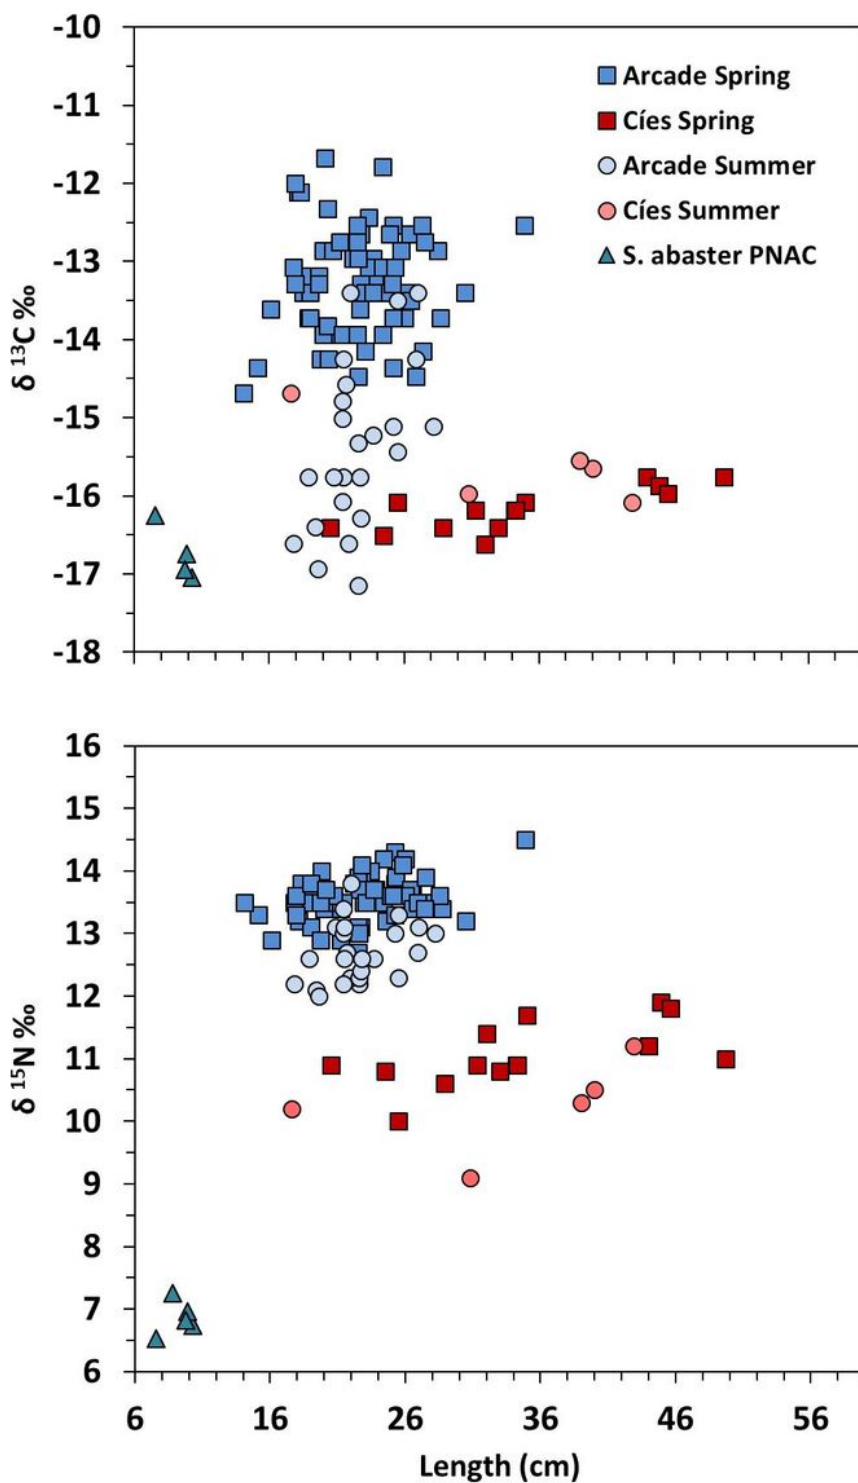 -10
-11
-12
-13
-14
-15
-16
-17
-18
δ ¹³C ‰
Arcade Spring
Cíes Spring
Arcade Summer
Cíes Summer
S. abaster PNAC
16
15
14
13
12
11
10
9
8
7
6
δ ¹⁵N ‰
6 16 26 36 46 56
Length (cm)